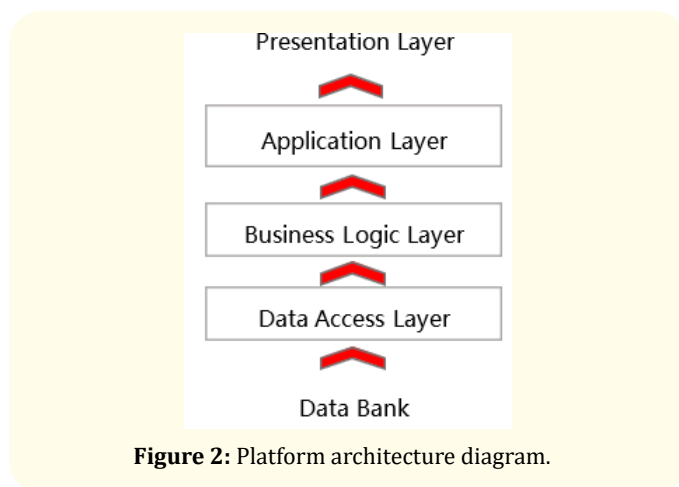 Presentation Layer
Application Layer
Business Logic Layer
Data Access Layer
Data Bank
Figure 2: Platform architecture diagram.